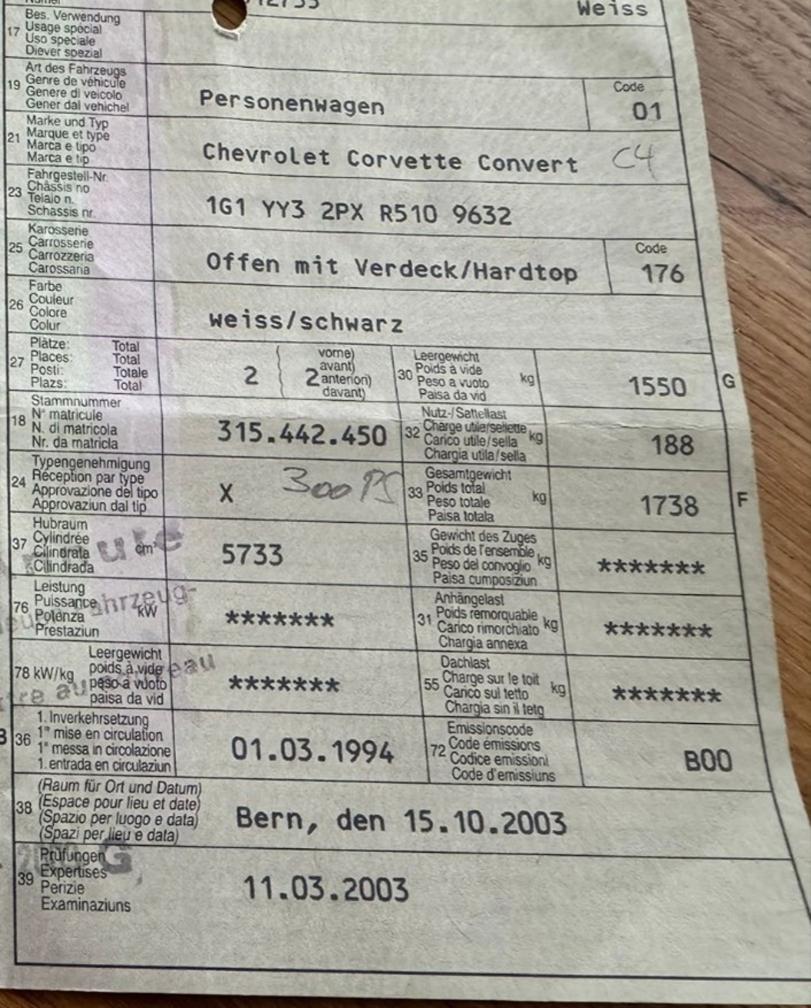 Weiss
17
Bes. Verwendung
Usage spécial
Uso speciale
Diever spezial
19
Art des Fahrzeugs
Genre de véhicule
Genere di veicolo
Gener dal vehichel
Personenwagen
Code
01
21
Marke und Typ
Marque et type
Marca e tipo
Marca e tip
Chevrolet Corvette Convert C4
23
Fahrgestell-Nr.
Châssis no
Telaio n.
Schassis nr.
1G1 YY3 2PX R510 9632
25
Karosserie
Carrosserie
Carrozzeria
Carossaria
Offen mit Verdeck/Hardtop
Code
176
26
Farbe
Couleur
Colore
Colur
weiss/schwarz
27
Plätze: Total
Places: Total
Posti: Totale
Plazs: Total
2
2
vorne)
avant)
anteriori)
davant)
30
Leergewicht
Poids à vide
Peso a vuoto
Paisa da vid
kg
1550
G
18
Stammnummer
N° matricule
N. di matricola
Nr. da matricla
315.442.450
32
Nutz-/Sattellast
Charge utile/sellette
Carico utile/sella
Chargia utila/sella
kg
188
24
Typengenehmigung
Réception par type
Approvazione del tipo
Approvaziun dal tip
X 300 PS
33
Gesamtgewicht
Poids total
Peso totale
Paisa totala
kg
1738
F
37
Hubraum
Cylindrée
Cilindrata
Cilindrada
cm³
5733
35
Gewicht des Zuges
Poids de l'ensemble
Peso del convoglio
Paisa cumposiziun
kg
*******
76
Leistung
Puissance
Potenza
Prestaziun
kW
*******
31
Anhängelast
Poids remorquable
Carico rimorchiato
Chargia annexa
kg
*******
78 kW/kg
Leergewicht
poids à vide
peso a vuoto
paisa da vid
*******
55
Dachlast
Charge sur le toit
Carico sul tetto
Chargia sin il tetg
kg
*******
B
36
1. Inverkehrsetzung
1re mise en circulation
1a messa in circolazione
1. entrada en circulaziun
01.03.1994
72
Emissionscode
Code émissions
Codice emissioni
Code d'emissiuns
B00
38
(Raum für Ort und Datum)
(Espace pour lieu et date)
(Spazio per luogo e data)
(Spazi per lieu e data)
Bern, den 15.10.2003
39
Prüfungen
Expertises
Perizie
Examinaziuns
11.03.2003